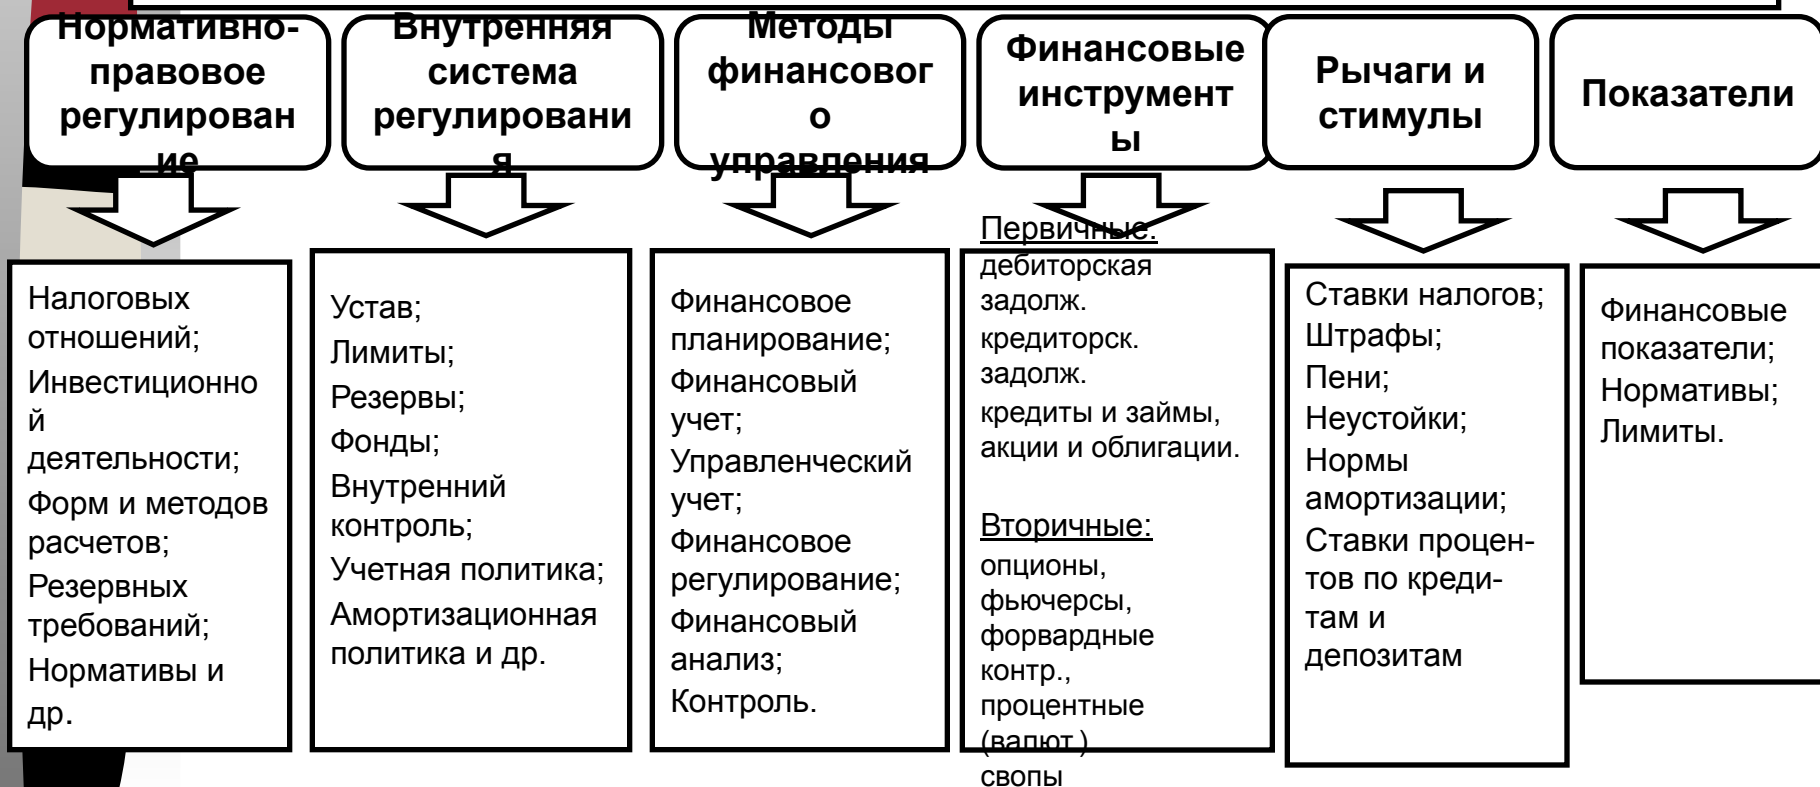 Нормативно-
правовое
регулирован
ие
Налоговых
отношений;
Инвестиционно
й
деятельности;
Форм и методов
расчетов;
Резервных
требований;
Нормативы и
др.
Внутренняя
система
регулировани
я
Устав;
Лимиты;
Резервы;
Фонды;
Внутренний
контроль;
Учетная политика;
Амортизационная
политика и др.
Методы
финансовог
о
управления
Финансовое
планирование;
Финансовый
учет;
Управленческий
учет;
Финансовое
регулирование;
Финансовый
анализ;
Контроль.
Финансовые
инструмент
ы
Первичные:
дебиторская
задолж.
кредиторск.
задолж.
кредиты и займы,
акции и облигации.
Вторичные:
опционы,
фьючерсы,
форвардные
контр.,
процентные
(валют.)
свопы
Рычаги и
стимулы
Ставки налогов;
Штрафы;
Пени;
Неустойки;
Нормы
амортизации;
Ставки процен-
тов по креди-
там и
депозитам
Показатели
Финансовые
показатели;
Нормативы;
Лимиты.